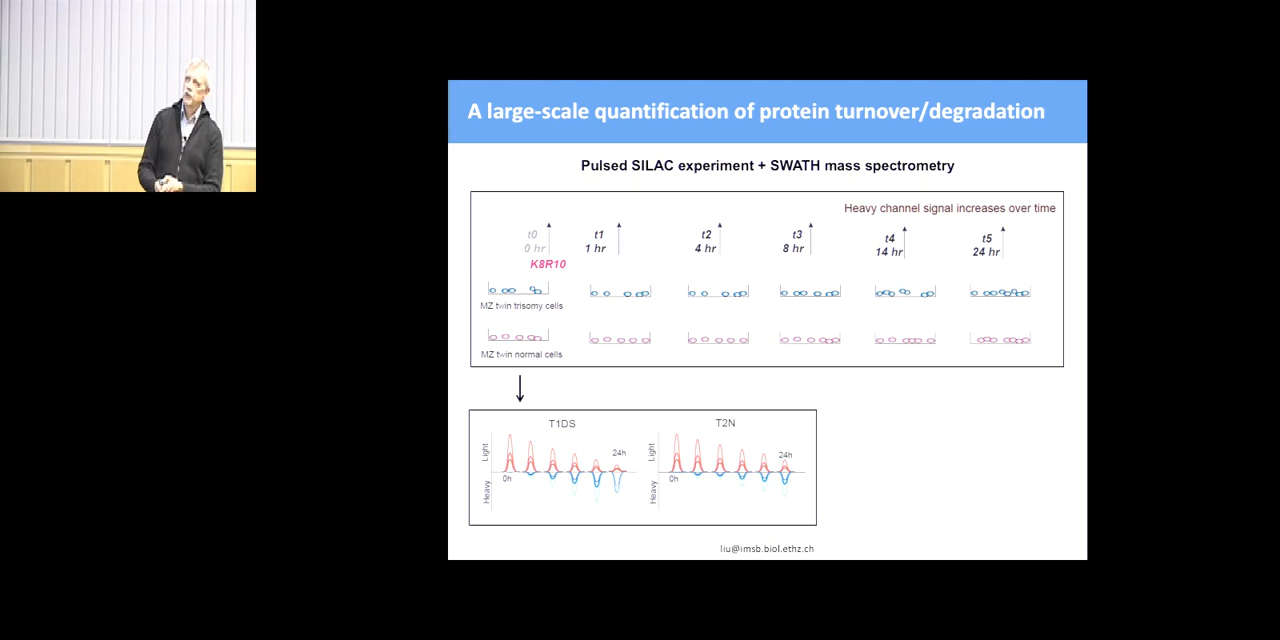 A large-scale quantification of protein turnover/degradation
Pulsed SILAC experiment + SWATH mass spectrometry
Heavy channel signal increases over time
t0 t1 t2 t3 t4 t5
0 hr 1 hr 4 hr 8 hr 14 hr 24 hr
K8R10
MZ twin trisomy cells
MZ twin normal cells
T1DS T2N
Light 24h Light 24h
Heavy 0h Heavy 0h
liu@imsb.biol.ethz.ch